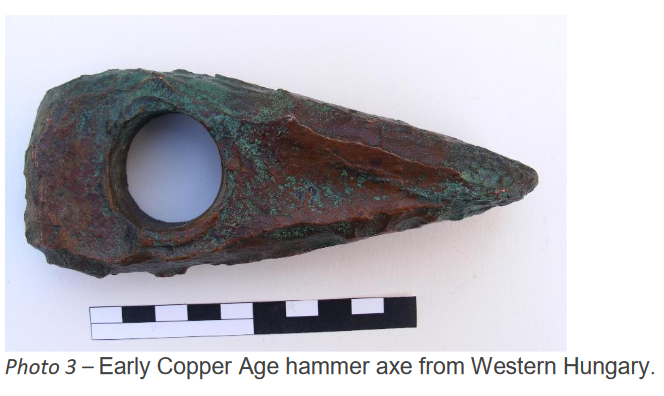 Photo 3 – Early Copper Age hammer axe from Western Hungary.